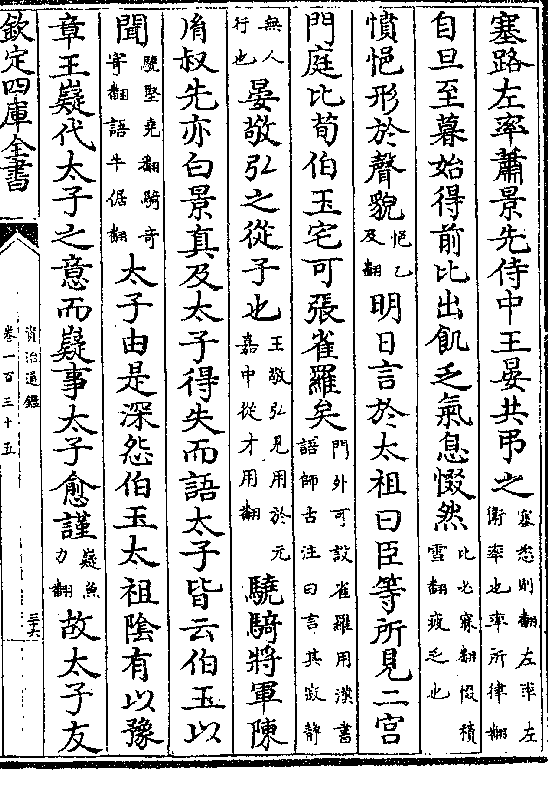 塞路左率蕭景先侍中王晏共弔之塞悉則翻左率左衛率也率所律翻
自旦至暮始得前比出飢乏氣息惙然比必寐翻惙積雪翻疲乏也
憤悒形於聲貌悒乙及翻明日言於太祖曰臣等所見二宮
門庭比荀伯玉宅可張雀羅矣門外可設雀羅用漢書語師古注曰言其寂靜
無人行也晏敬弘之從子也王敬弘見用於元嘉中從才用翻驍騎將軍陳
胤叔先亦白景真及太子得失而語太子皆云伯玉以
聞驍堅堯翻騎奇寄翻語牛倨翻太子由是深怨伯玉太祖陰有以豫
章王嶷代太子之意而嶷事太子愈謹嶷魚力翻故太子友
欽定四庫全書
資治通鑑
卷一百三十五
三十六